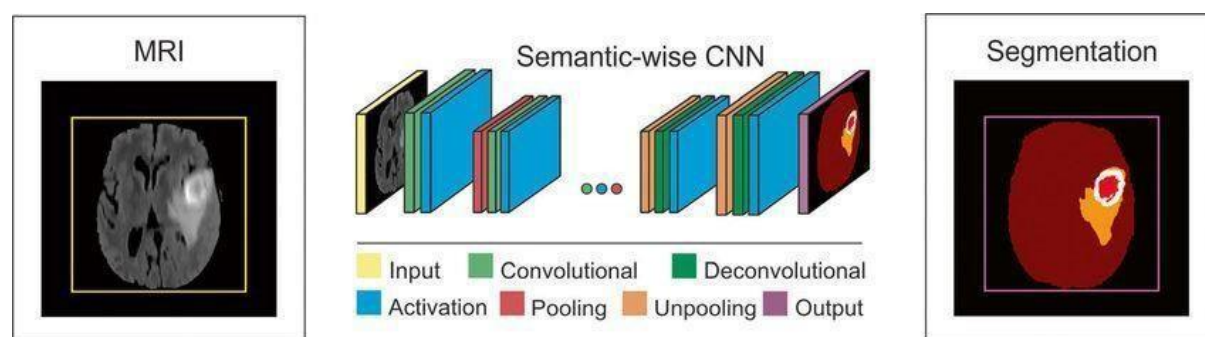 MRI
Semantic-wise CNN
Segmentation
Input
Convolutional
Deconvolutional
Activation
Pooling
Unpooling
Output